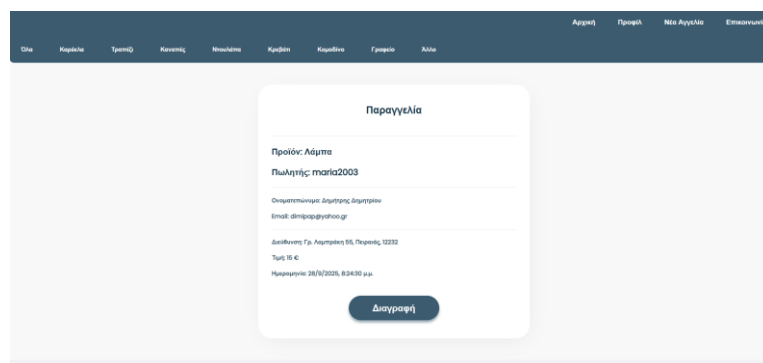 Αρχική Προφίλ Νέα Αγγελία Επικοινωνί
Όλα Καρέκλα Τραπέζι Καναπές Ντουλάπα Κρεβάτι Κομοδίνο Γραφείο Άλλο
Παραγγελία
Προϊόν: Λάμπα
Πωλητής: maria2003
Ονοματεπώνυμο: Δημήτρης Δημητρίου
Email: dimipap@yahoo.gr
Διεύθυνση: Γρ. Λαμπράκη 55, Πειραιάς, 12232
Τιμή: 15 €
Ημερομηνία: 28/9/2025, 8:24:30 μ.μ.
Διαγραφή